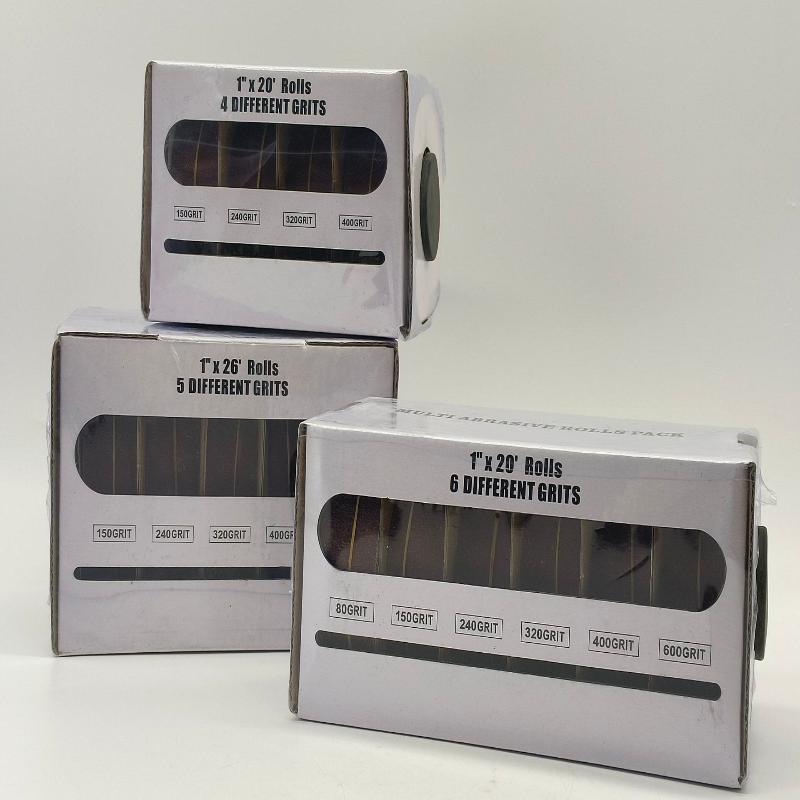 1" x 20' Rolls
4 DIFFERENT GRITS
150GRIT 240GRIT 320GRIT 400GRIT
1" x 26' Rolls
5 DIFFERENT GRITS
150GRIT 240GRIT 320GRIT 400G
MULTI ABRASIVE ROLLS PACK
1" x 20' Rolls
6 DIFFERENT GRITS
80GRIT 150GRIT 240GRIT 320GRIT 400GRIT 600GRIT